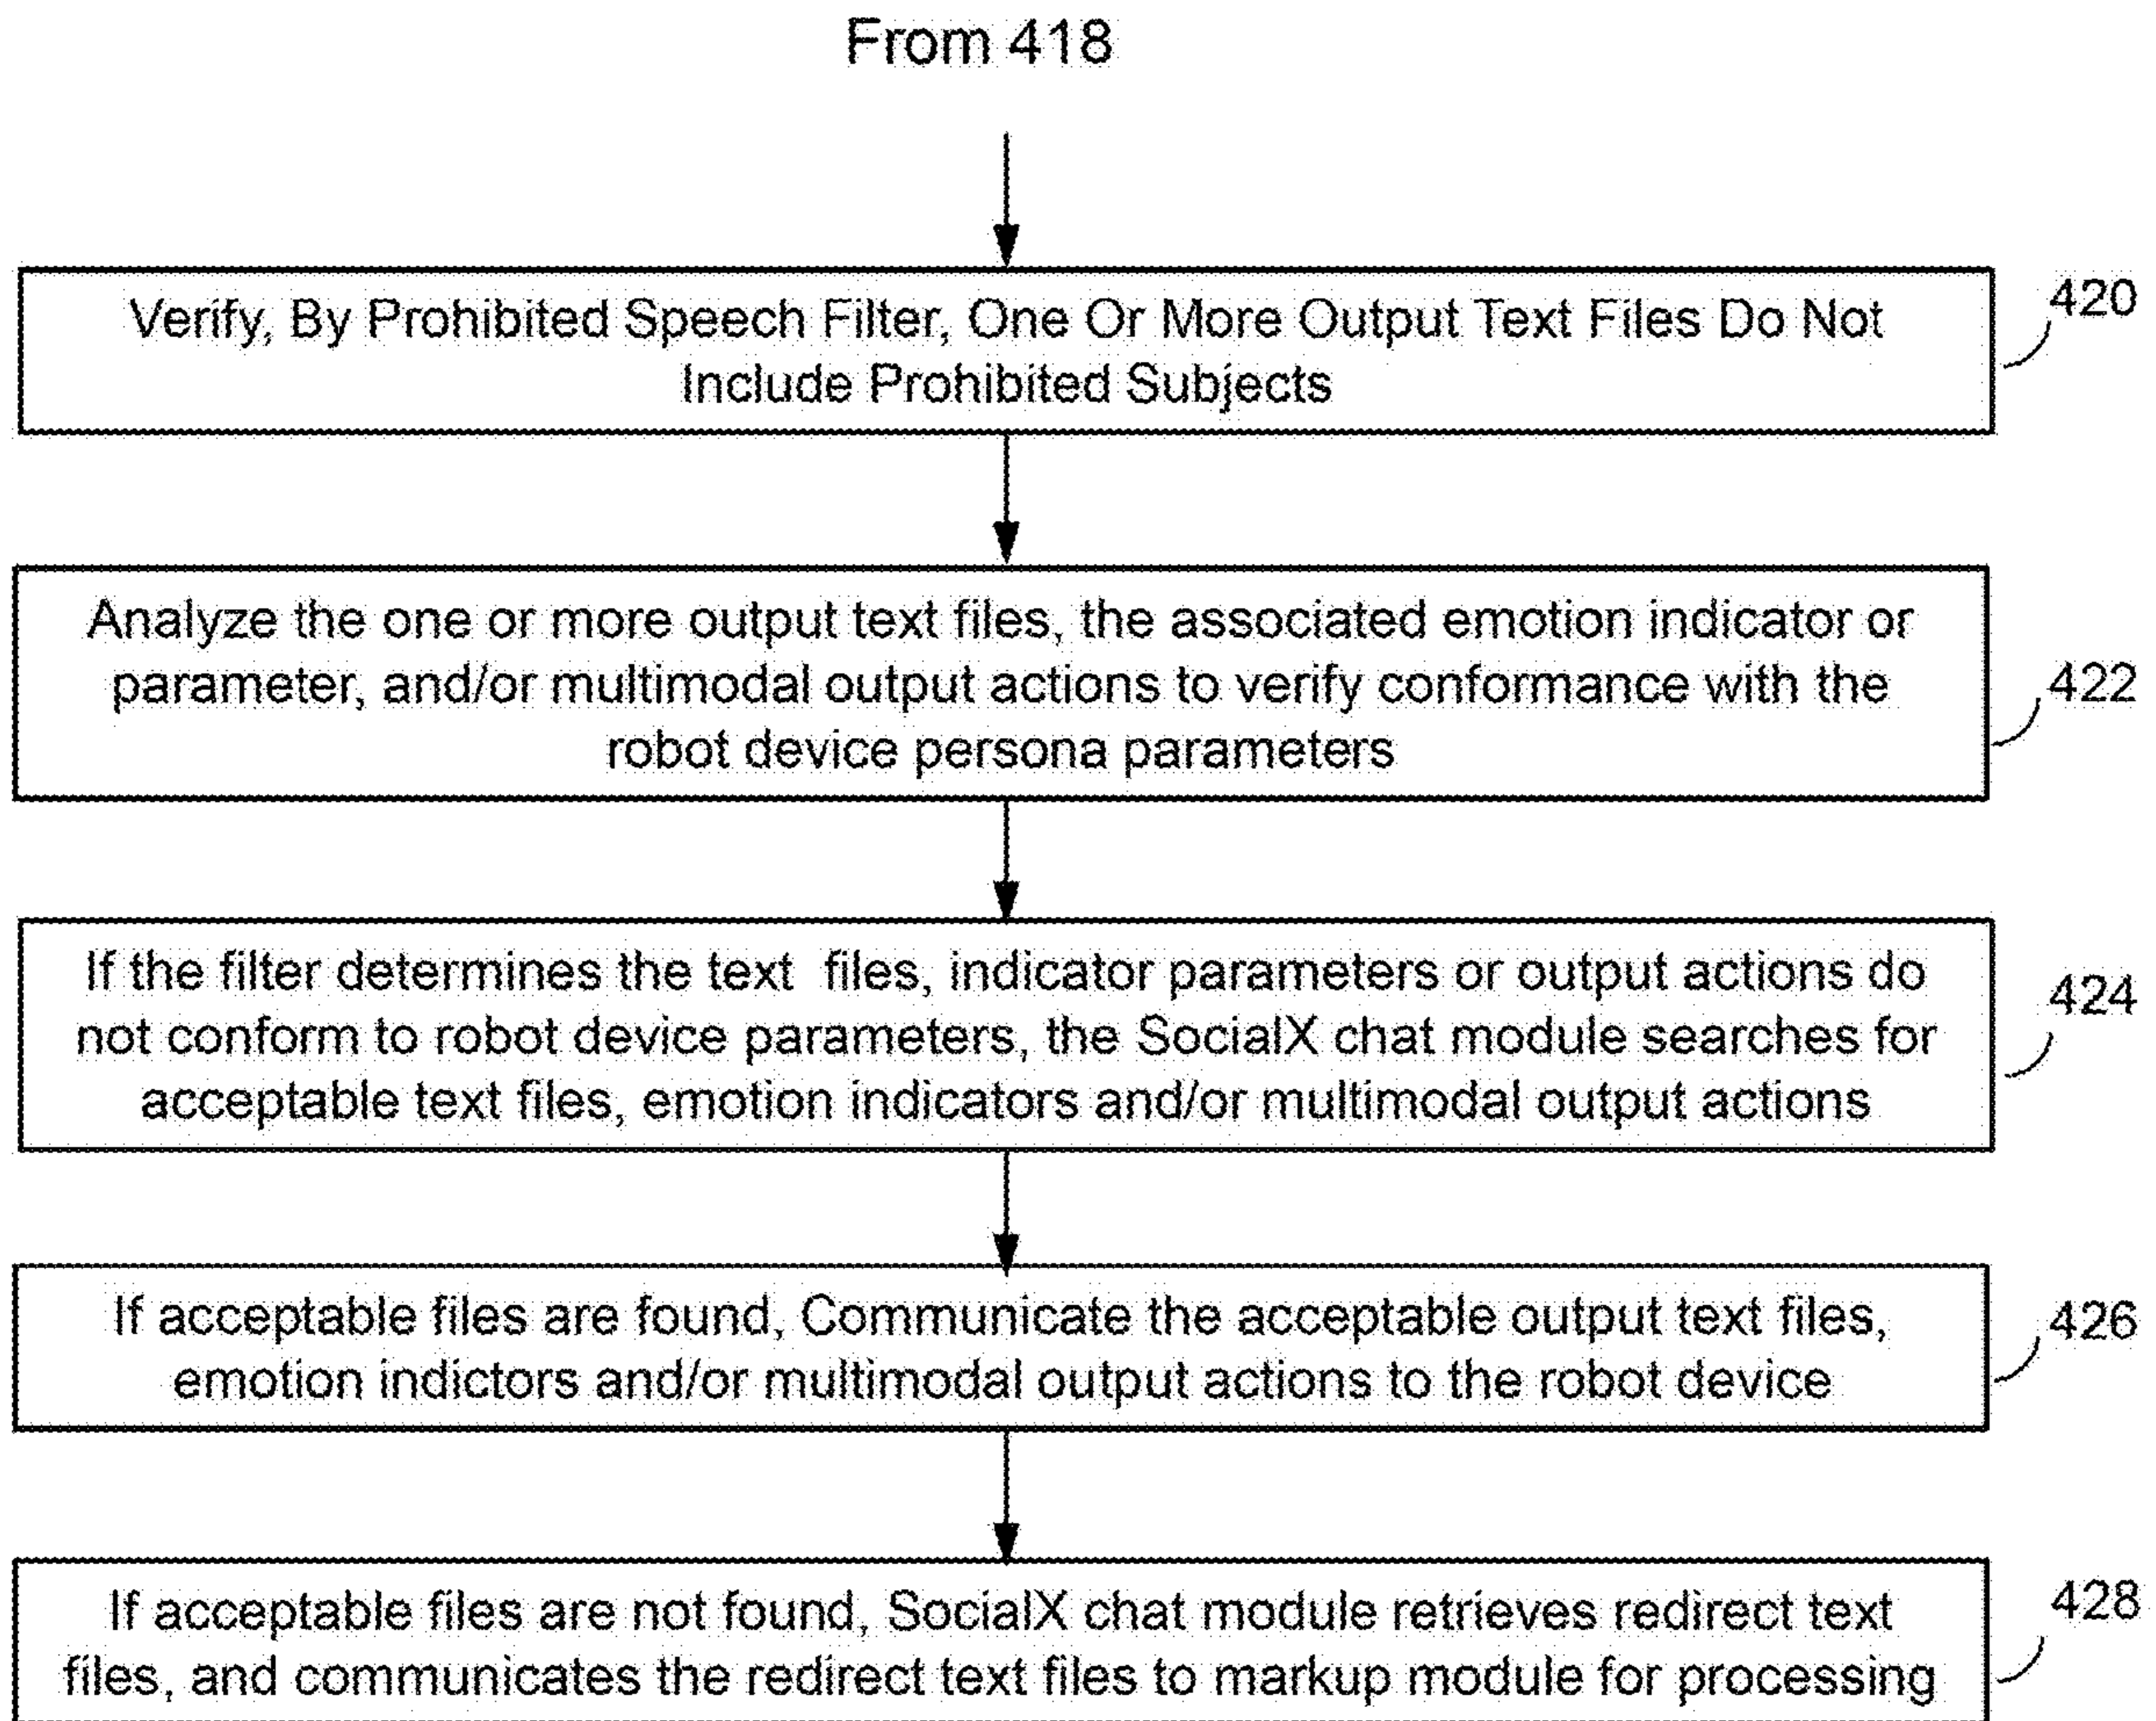 From 418
Verify, By Prohibited Speech Filter, One Or More Output Text Files Do Not
Include Prohibited Subjects
420
Analyze the one or more output text files, the associated emotion indicator or
parameter, and/or multimodal output actions to verify conformance with the
robot device persona parameters
422
If the filter determines the text files, indicator parameters or output actions do
not conform to robot device parameters, the SocialX chat module searches for
acceptable text files, emotion indicators and/or multimodal output actions
424
If acceptable files are found, Communicate the acceptable output text files,
emotion indictors and/or multimodal output actions to the robot device
426
If acceptable files are not found, SocialX chat module retrieves redirect text
files, and communicates the redirect text files to markup module for processing
428